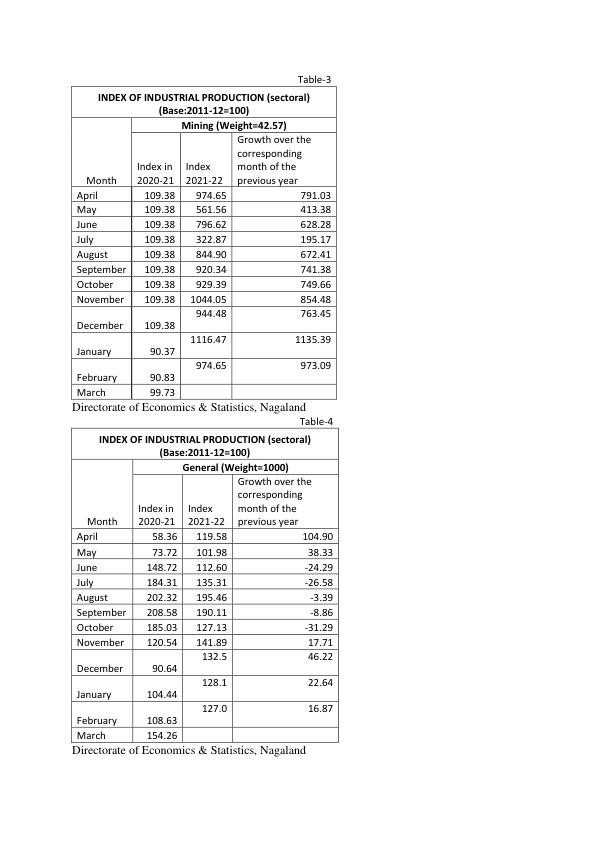 Table-3
INDEX OF INDUSTRIAL PRODUCTION (sectoral)
(Base:2011-12=100)
Mining (Weight=42.57)
Month Index in 2020-21 Index 2021-22 Growth over the corresponding month of the previous year
April 109.38 974.65 791.03
May 109.38 561.56 413.38
June 109.38 796.62 628.28
July 109.38 322.87 195.17
August 109.38 844.90 672.41
September 109.38 920.34 741.38
October 109.38 929.39 749.66
November 109.38 1044.05 854.48
December 109.38 944.48 763.45
January 90.37 1116.47 1135.39
February 90.83 974.65 973.09
March 99.73
Directorate of Economics & Statistics, Nagaland
Table-4
INDEX OF INDUSTRIAL PRODUCTION (sectoral)
(Base:2011-12=100)
General (Weight=1000)
Month Index in 2020-21 Index 2021-22 Growth over the corresponding month of the previous year
April 58.36 119.58 104.90
May 73.72 101.98 38.33
June 148.72 112.60 -24.29
July 184.31 135.31 -26.58
August 202.32 195.46 -3.39
September 208.58 190.11 -8.86
October 185.03 127.13 -31.29
November 120.54 141.89 17.71
December 90.64 132.5 46.22
January 104.44 128.1 22.64
February 108.63 127.0 16.87
March 154.26
Directorate of Economics & Statistics, Nagaland